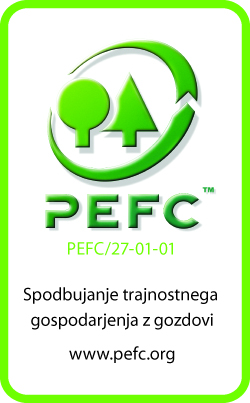 PEFC™
PEFC/27-01-01
Spodbujanje trajnostnega
gospodarjenja z gozdovi
www.pefc.org